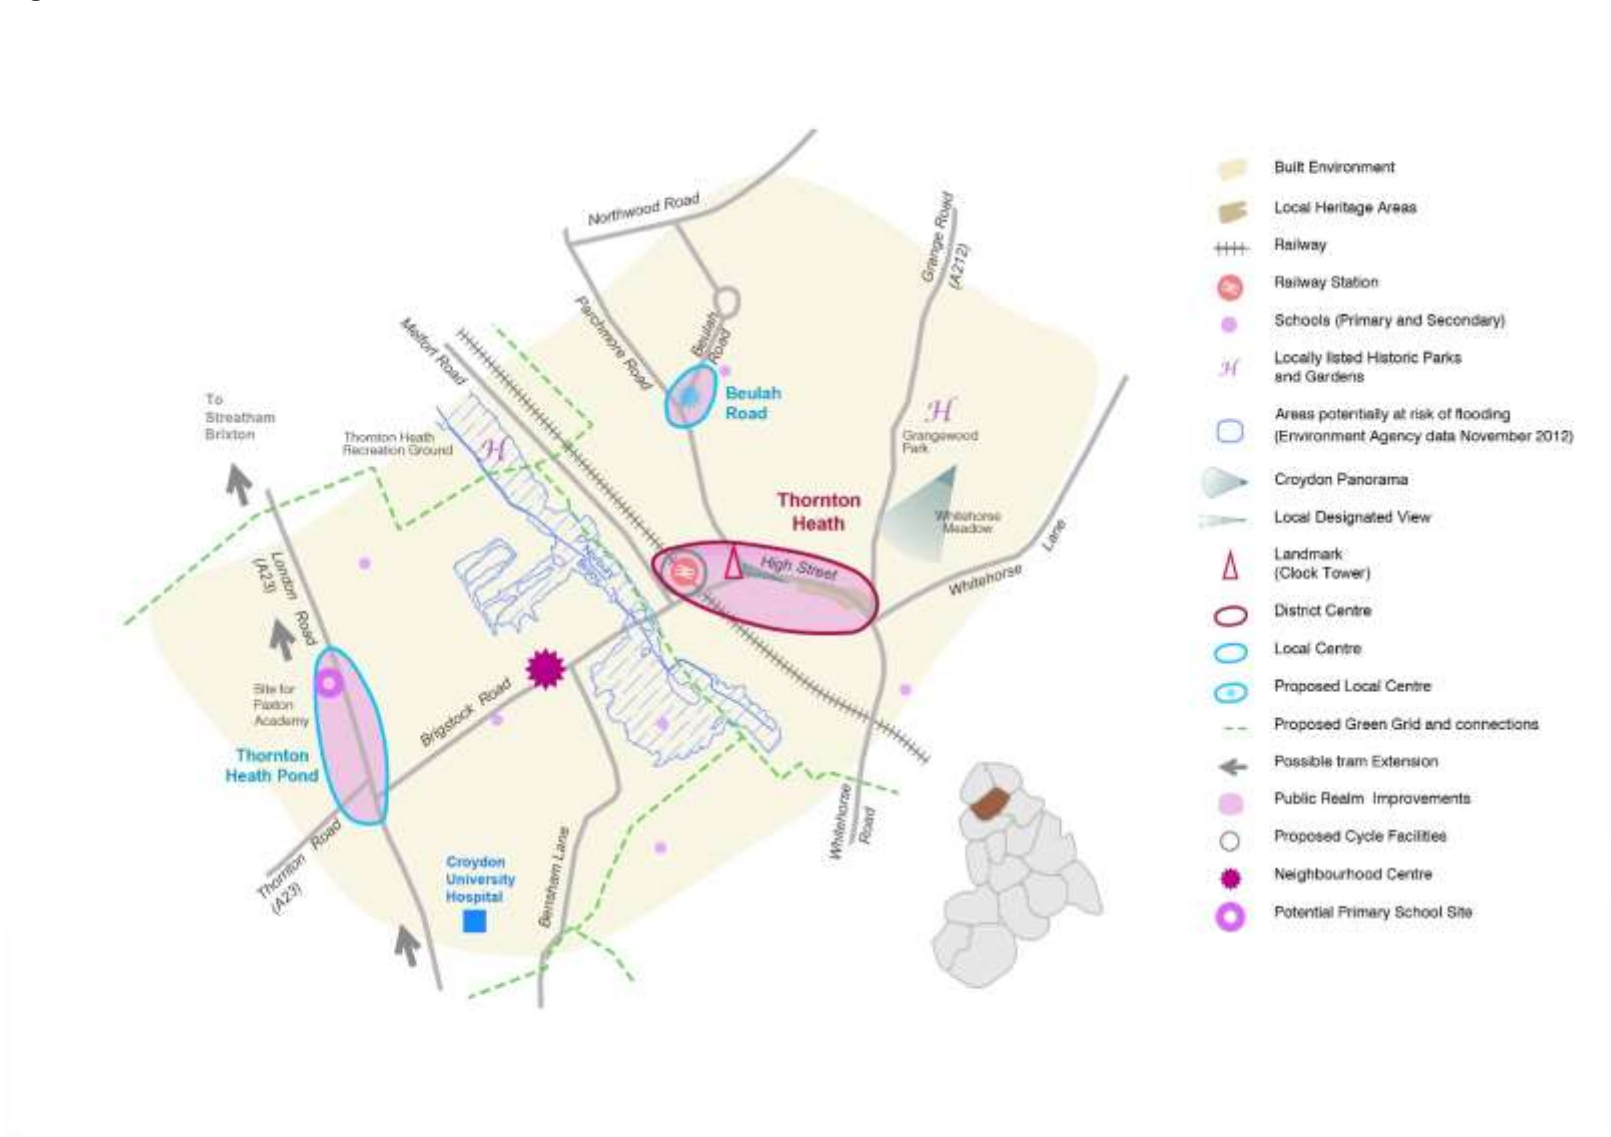 Northwood Road
Grange Road
(A212)
Parchmore Road
Beulah
Road
Melfort Road
Beulah
Road
To
Streatham
Brixton
Thornton Heath
Recreation Ground
Grangewood
Park
Thornton
Heath
Whitehorse
Meadow
Whitehorse Lane
High Street
London Road
(A23)
Site for
Paxton
Academy
Thornton
Heath Pond
Brigstock Road
Thornton Road
(A23)
Croydon
University
Hospital
Bensham Lane
Whitehorse
Road
Built Environment
Local Heritage Areas
Railway
Railway Station
Schools (Primary and Secondary)
H
H
H
Locally listed Historic Parks
and Gardens
Areas potentially at risk of flooding
(Environment Agency data November 2012)
Croydon Panorama
Local Designated View
Landmark
(Clock Tower)
District Centre
Local Centre
Proposed Local Centre
Proposed Green Grid and connections
Possible tram Extension
Public Realm Improvements
Proposed Cycle Facilities
Neighbourhood Centre
Potential Primary School Site